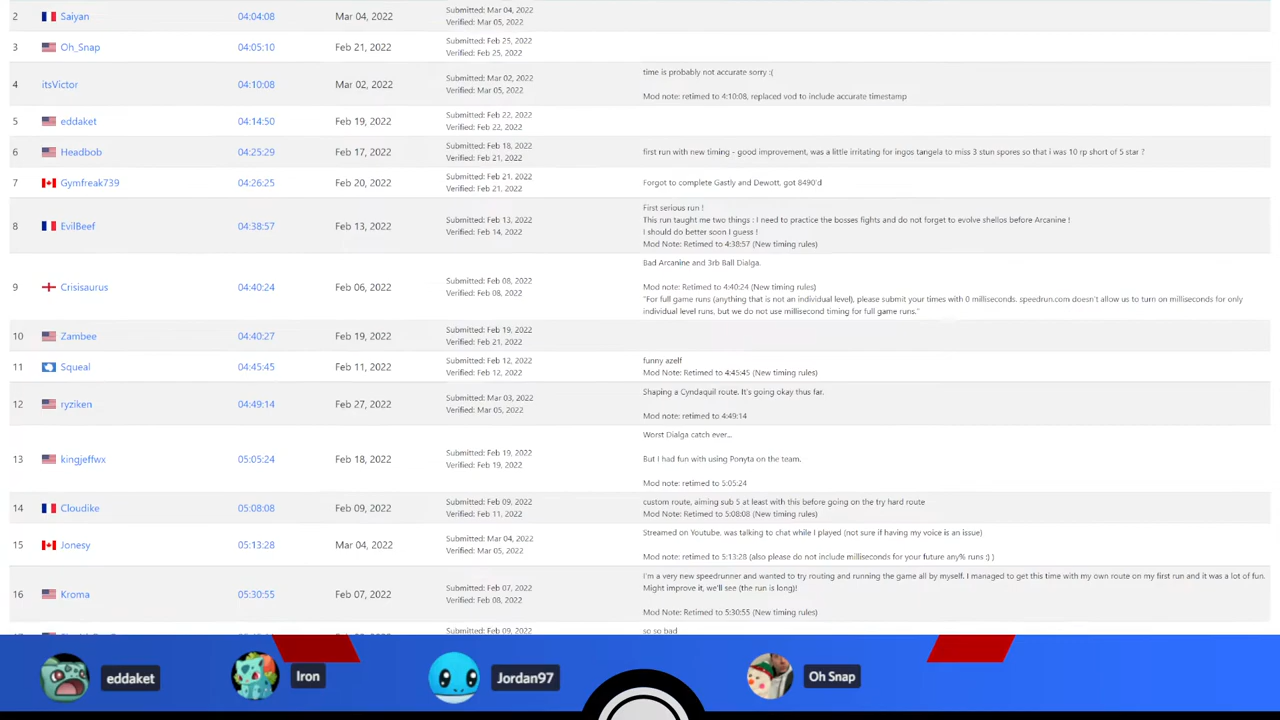 2 Saiyan 04:04:08 Mar 04, 2022 Submitted: Mar 04, 2022
Verified: Mar 05, 2022
3 Oh_Snap 04:05:10 Feb 21, 2022 Submitted: Feb 25, 2022
Verified: Feb 25, 2022
4 itsVictor 04:10:08 Mar 02, 2022 Submitted: Mar 02, 2022
Verified: Mar 05, 2022
time is probably not accurate sorry :(
Mod note: retimed to 4:10:08, replaced vod to include accurate timestamp
5 eddaket 04:14:50 Feb 19, 2022 Submitted: Feb 22, 2022
Verified: Feb 22, 2022
6 Headbob 04:25:29 Feb 17, 2022 Submitted: Feb 18, 2022
Verified: Feb 21, 2022
first run with new timing - good improvement, was a little irritating for ingos tangela to miss 3 stun spores so that i was 10 rp short of 5 star ?
7 Gymfreak739 04:26:25 Feb 20, 2022 Submitted: Feb 21, 2022
Verified: Feb 21, 2022
Forgot to complete Gastly and Dewott, got 8490'd
8 EvilBeef 04:38:57 Feb 13, 2022 Submitted: Feb 13, 2022
Verified: Feb 14, 2022
First serious run !
This run taught me two things : I need to practice the bosses fights and do not forget to evolve shellos before Arcanine !
I should do better soon I guess !
Mod Note: Retimed to 4:38:57 (New timing rules)
9 Crisisaurus 04:40:24 Feb 06, 2022 Submitted: Feb 08, 2022
Verified: Feb 08, 2022
Bad Arcanine and 3rb Ball Dialga.
Mod note: Retimed to 4:40:24 (New timing rules)
"For full game runs (anything that is not an individual level), please submit your times with 0 milliseconds. speedrun.com doesn't allow us to turn on milliseconds for only
individual level runs, but we do not use millisecond timing for full game runs."
10 Zambee 04:40:27 Feb 19, 2022 Submitted: Feb 19, 2022
Verified: Feb 21, 2022
11 Squeal 04:45:45 Feb 11, 2022 Submitted: Feb 12, 2022
Verified: Feb 12, 2022
funny azelf
Mod Note: Retimed to 4:45:45 (New timing rules)
12 ryziken 04:49:14 Feb 27, 2022 Submitted: Mar 03, 2022
Verified: Mar 05, 2022
Shaping a Cyndaquil route. It's going okay thus far.
Mod note: retimed to 4:49:14
13 kingjeffwx 05:05:24 Feb 18, 2022 Submitted: Feb 19, 2022
Verified: Feb 19, 2022
Worst Dialga catch ever...
But I had fun with using Ponyta on the team.
Mod note: retimed to 5:05:24
14 Cloudike 05:08:08 Feb 09, 2022 Submitted: Feb 09, 2022
Verified: Feb 11, 2022
custom route, aiming sub 5 at least with this before going on the try hard route
Mod Note: Retimed to 5:08:08 (New timing rules)
15 Jonesy 05:13:28 Mar 04, 2022 Submitted: Mar 04, 2022
Verified: Mar 05, 2022
Streamed on Youtube, was talking to chat while I played (not sure if having my voice is an issue)
Mod note: retimed to 5:13:28 (also please do not include milliseconds for your future any% runs :) )
16 Kroma 05:30:55 Feb 07, 2022 Submitted: Feb 07, 2022
Verified: Feb 08, 2022
I'm a very new speedrunner and wanted to try routing and running the game all by myself. I managed to get this time with my own route on my first run and it was a lot of fun.
Might improve it, we'll see (the run is long)!
Mod Note: Retimed to 5:30:55 (New timing rules)
Submitted: Feb 09, 2022
so so bad
eddaket Iron Jordan97 Oh Snap